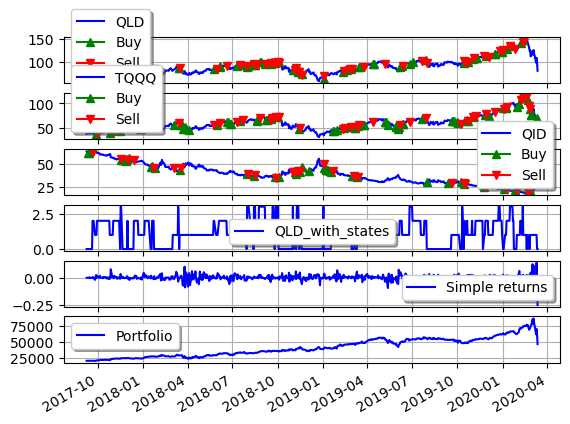 QLD
Buy
Sell
150
100
TQQQ
Buy
Sell
100
50
QID
Buy
Sell
50
25
QLD_with_states
2.5
0.0
Simple returns
0.00
−0.25
Portfolio
75000
50000
25000
2017-10 2018-01 2018-04 2018-07 2018-10 2019-01 2019-04 2019-07 2019-10 2020-01 2020-04